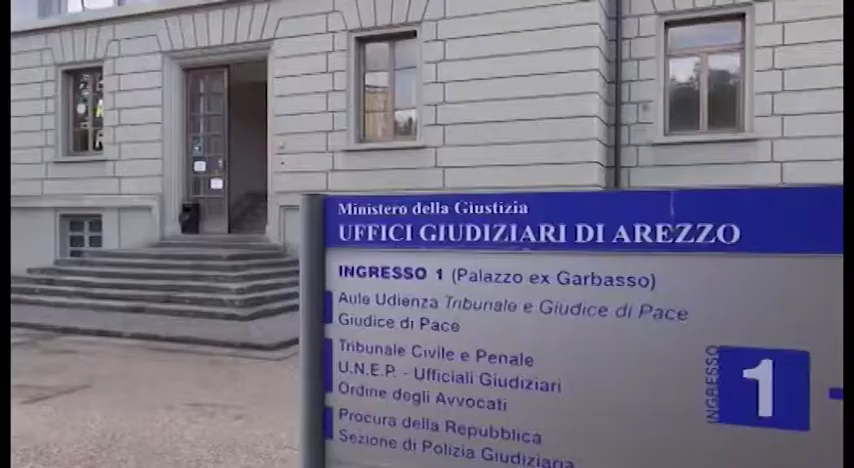 Ministero della Giustizia
UFFICI GIUDIZIARI DI AREZZO
INGRESSO 1 (Palazzo ex Garbasso)
Aule Udienza Tribunale e Giudice di Pace
Giudice di Pace
Tribunale Civile e Penale
U.N.E.P. - Ufficiali Giudiziari
Ordine degli Avvocati
Procura della Repubblica
Sezione di Polizia Giudiziaria
INGRESSO
1